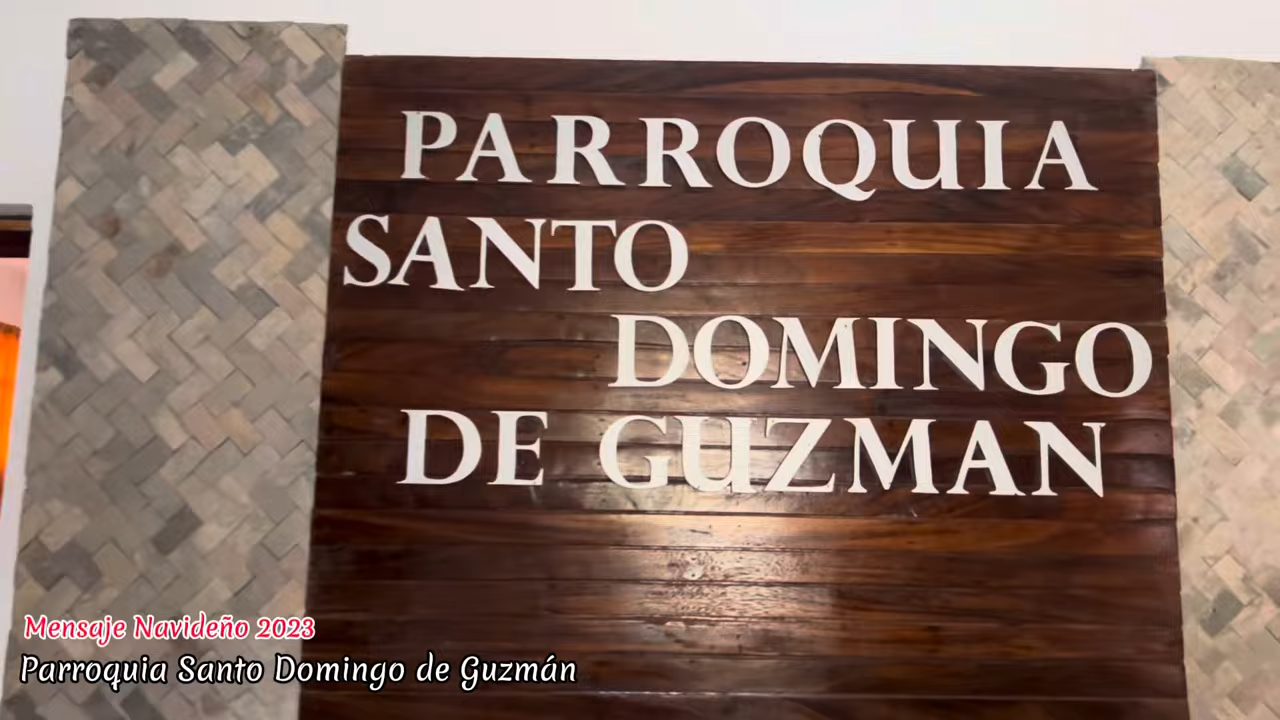 PARROQUIA
SANTO
DOMINGO
DE GUZMAN
Mensaje Navideño 2023
Parroquia Santo Domingo de Guzmán